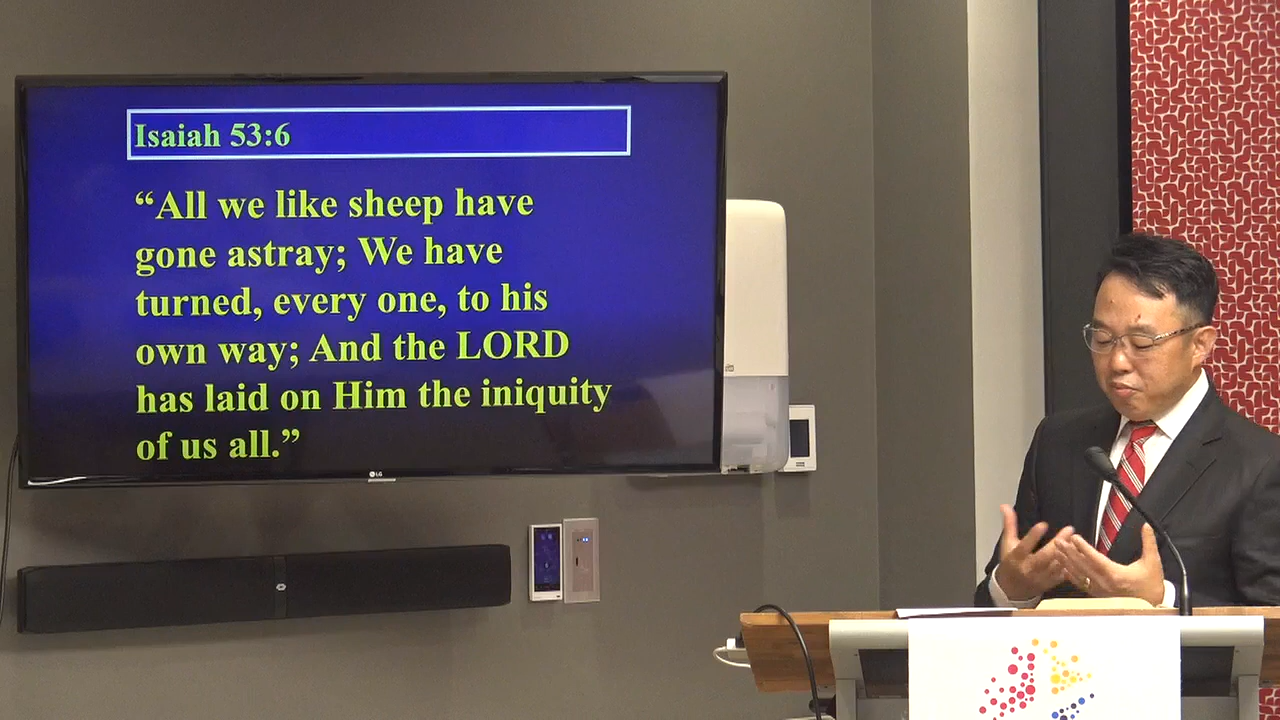 Isaiah 53:6
“All we like sheep have
gone astray; We have
turned, every one, to his
own way; And the LORD
has laid on Him the iniquity
of us all.”
LG